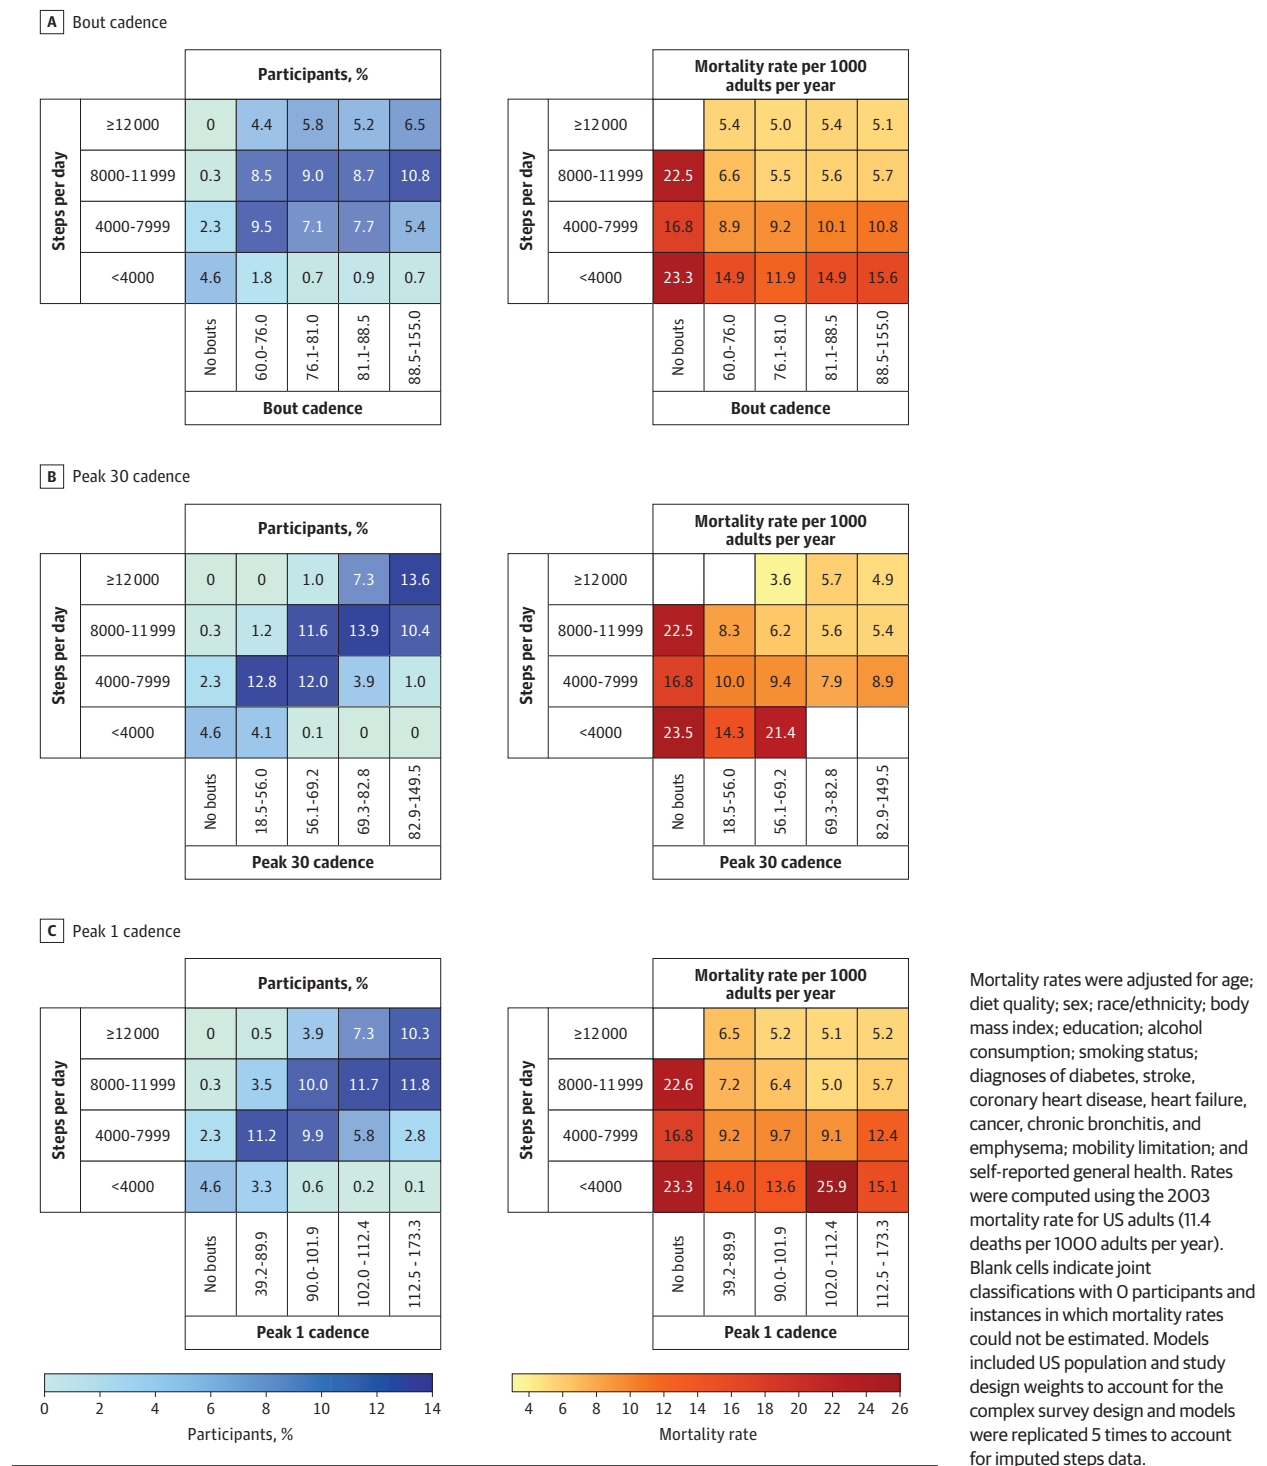 A Bout cadence
Participants, %
Steps per day
≥12 000 0 4.4 5.8 5.2 6.5
8000-11 999 0.3 8.5 9.0 8.7 10.8
4000-7999 2.3 9.5 7.1 7.7 5.4
<4000 4.6 1.8 0.7 0.9 0.7
No bouts 60.0-76.0 76.1-81.0 81.1-88.5 88.5-155.0
Bout cadence
Mortality rate per 1000
adults per year
Steps per day
≥12 000 5.4 5.0 5.4 5.1
8000-11 999 22.5 6.6 5.5 5.6 5.7
4000-7999 16.8 8.9 9.2 10.1 10.8
<4000 23.3 14.9 11.9 14.9 15.6
No bouts 60.0-76.0 76.1-81.0 81.1-88.5 88.5-155.0
Bout cadence
B Peak 30 cadence
Participants, %
Steps per day
≥12 000 0 0 1.0 7.3 13.6
8000-11 999 0.3 1.2 11.6 13.9 10.4
4000-7999 2.3 12.8 12.0 3.9 1.0
<4000 4.6 4.1 0.1 0 0
No bouts 18.5-56.0 56.1-69.2 69.3-82.8 82.9-149.5
Peak 30 cadence
Mortality rate per 1000
adults per year
Steps per day
≥12 000 3.6 5.7 4.9
8000-11 999 22.5 8.3 6.2 5.6 5.4
4000-7999 16.8 10.0 9.4 7.9 8.9
<4000 23.5 14.3 21.4
No bouts 18.5-56.0 56.1-69.2 69.3-82.8 82.9-149.5
Peak 30 cadence
C Peak 1 cadence
Participants, %
Steps per day
≥12 000 0 0.5 3.9 7.3 10.3
8000-11 999 0.3 3.5 10.0 11.7 11.8
4000-7999 2.3 11.2 9.9 5.8 2.8
<4000 4.6 3.3 0.6 0.2 0.1
No bouts 39.2-89.9 90.0-101.9 102.0 -112.4 112.5 - 173.3
Peak 1 cadence
Mortality rate per 1000
adults per year
Steps per day
≥12 000 6.5 5.2 5.1 5.2
8000-11 999 22.6 7.2 6.4 5.0 5.7
4000-7999 16.8 9.2 9.7 9.1 12.4
<4000 23.3 14.0 13.6 25.9 15.1
No bouts 39.2-89.9 90.0-101.9 102.0 -112.4 112.5 - 173.3
Peak 1 cadence
0 2 4 6 8 10 12 14
Participants, %
4 6 8 10 12 14 16 18 20 22 24 26
Mortality rate
Mortality rates were adjusted for age;
diet quality; sex; race/ethnicity; body
mass index; education; alcohol
consumption; smoking status;
diagnoses of diabetes, stroke,
coronary heart disease, heart failure,
cancer, chronic bronchitis, and
emphysema; mobility limitation; and
self-reported general health. Rates
were computed using the 2003
mortality rate for US adults (11.4
deaths per 1000 adults per year).
Blank cells indicate joint
classifications with 0 participants and
instances in which mortality rates
could not be estimated. Models
included US population and study
design weights to account for the
complex survey design and models
were replicated 5 times to account
for imputed steps data.